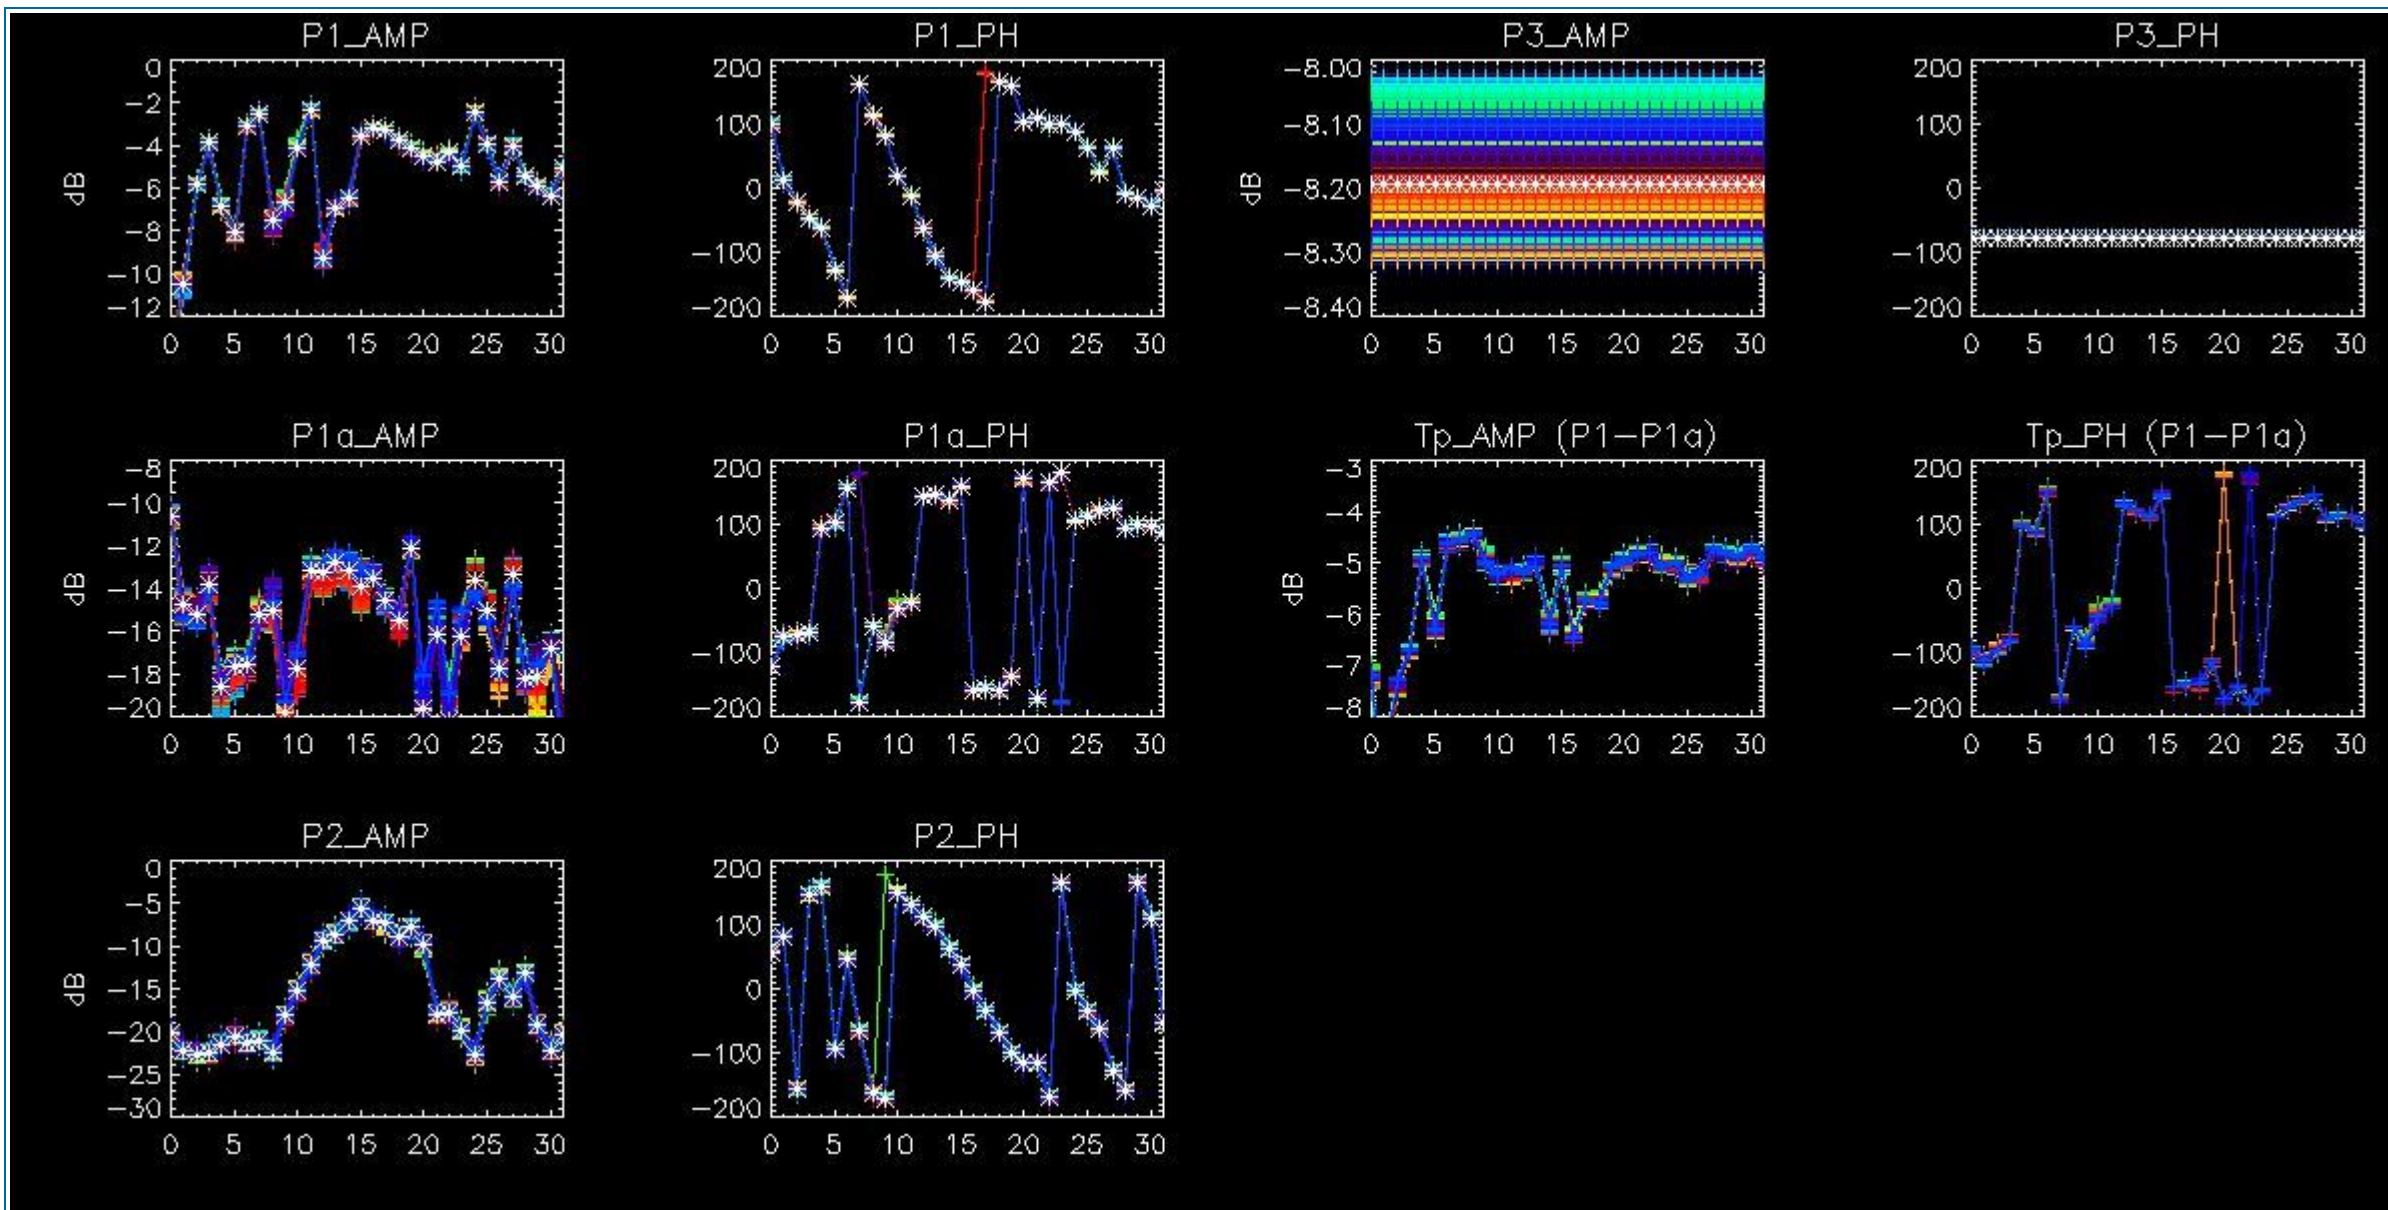 P1_AMP
0
−2
−4
−6
−8
−10
−12
dB
0 5 10 15 20 25 30
P1_PH
200
100
0
−100
−200
0 5 10 15 20 25 30
P3_AMP
−8.00
−8.10
−8.20
−8.30
−8.40
dB
0 5 10 15 20 25 30
P3_PH
200
100
0
−100
−200
0 5 10 15 20 25 30
P1a_AMP
−8
−10
−12
−14
−16
−18
−20
dB
0 5 10 15 20 25 30
P1a_PH
200
100
0
−100
−200
0 5 10 15 20 25 30
Tp_AMP (P1−P1a)
−3
−4
−5
−6
−7
−8
dB
0 5 10 15 20 25 30
Tp_PH (P1−P1a)
200
100
0
−100
−200
0 5 10 15 20 25 30
P2_AMP
0
−5
−10
−15
−20
−25
−30
dB
0 5 10 15 20 25 30
P2_PH
200
100
0
−100
−200
0 5 10 15 20 25 30